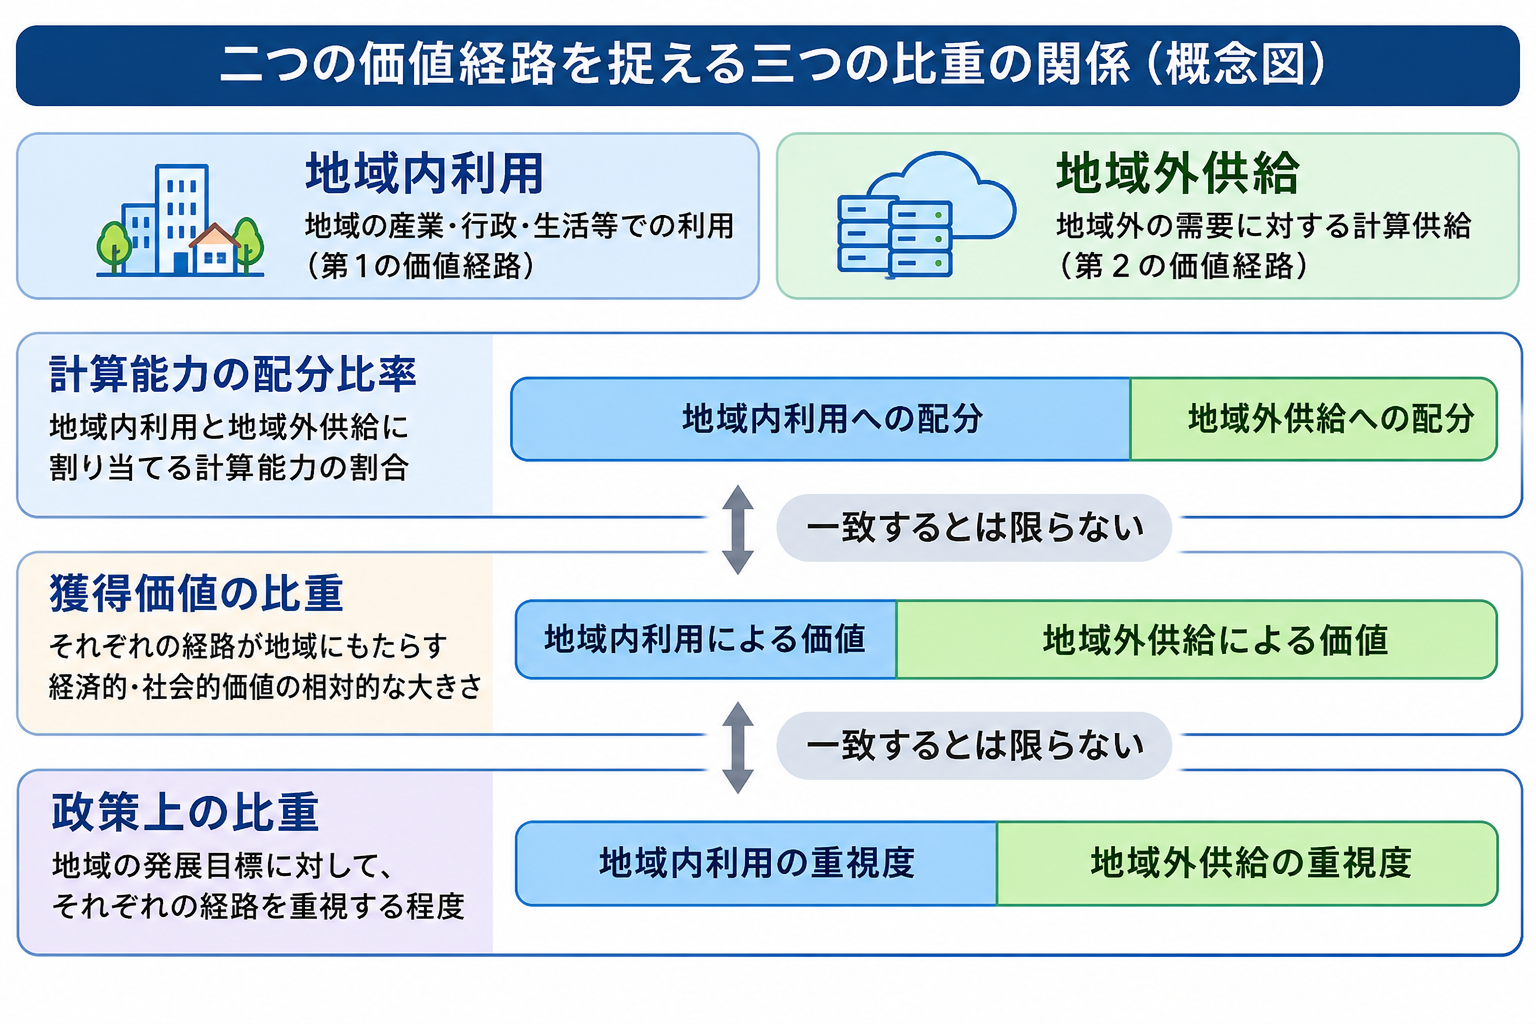 二つの価値経路を捉える三つの比重の関係（概念図）
地域内利用
地域の産業・行政・生活等での利用
（第1の価値経路）
地域外供給
地域外の需要に対する計算供給
（第 2 の価値経路）
計算能力の配分比率
地域内利用と地域外供給に
割り当てる計算能力の割合
地域内利用への配分
地域外供給への配分
一致するとは限らない
獲得価値の比重
それぞれの経路が地域にもたらす
経済的・社会的価値の相対的な大きさ
地域内利用による価値
地域外供給による価値
一致するとは限らない
政策上の比重
地域の発展目標に対して、
それぞれの経路を重視する程度
地域内利用の重視度
地域外供給の重視度